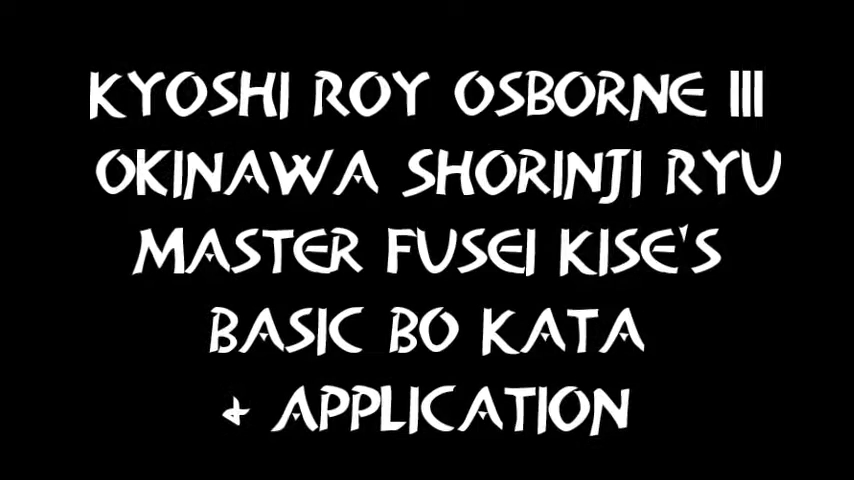 KYOSHI ROY OSBORNE III
OKINAWA SHORINJI RYU
MASTER FUSEI KISE'S
BASIC BO KATA
& APPLICATION